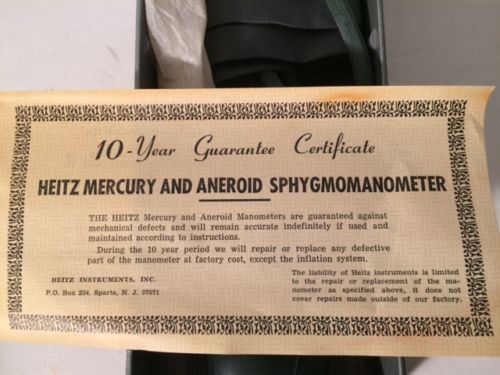 10-Year Guarantee Certificate
HEITZ MERCURY AND ANEROID SPHYGMOMANOMETER
THE HEITZ Mercury and Aneroid Manometers are guaranteed against
mechanical defects and will remain accurate indefinitely if used and
maintained according to instructions.
During the 10 year period we will repair or replace any defective
part of the manometer at factory cost, except the inflation system.
HEITZ INSTRUMENTS, INC.
P.O. Box 234, Sparta, N. J. 07871
The liability of Heitz instruments is limited
to the repair or replacement of the ma-
nometer as specified above, it does not
cover repairs made outside of our factory.